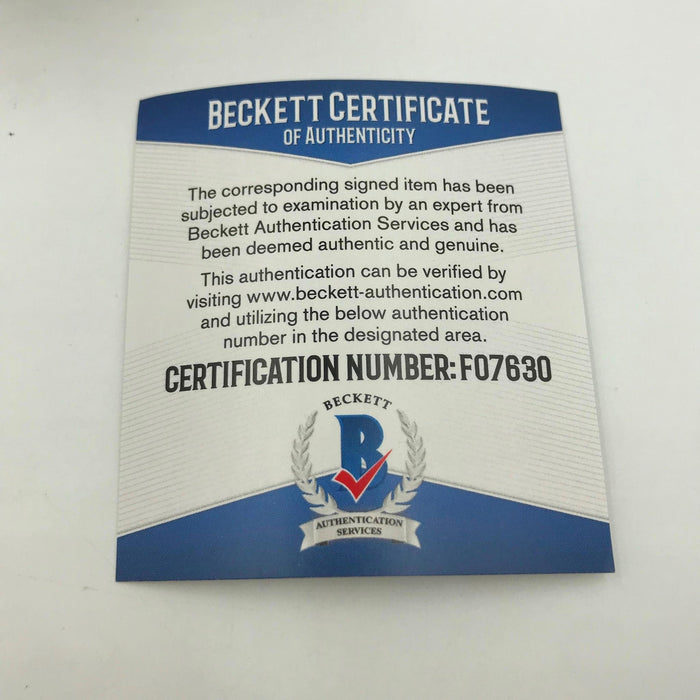 BECKETT CERTIFICATE
OF AUTHENTICITY
The corresponding signed item has been
subjected to examination by an expert from
Beckett Authentication Services and has
been deemed authentic and genuine.
This authentication can be verified by
visiting www.beckett-authentication.com
and utilizing the below authentication
number in the designated area.
CERTIFICATION NUMBER: F07630
BECKETT
B
AUTHENTICATION
SERVICES